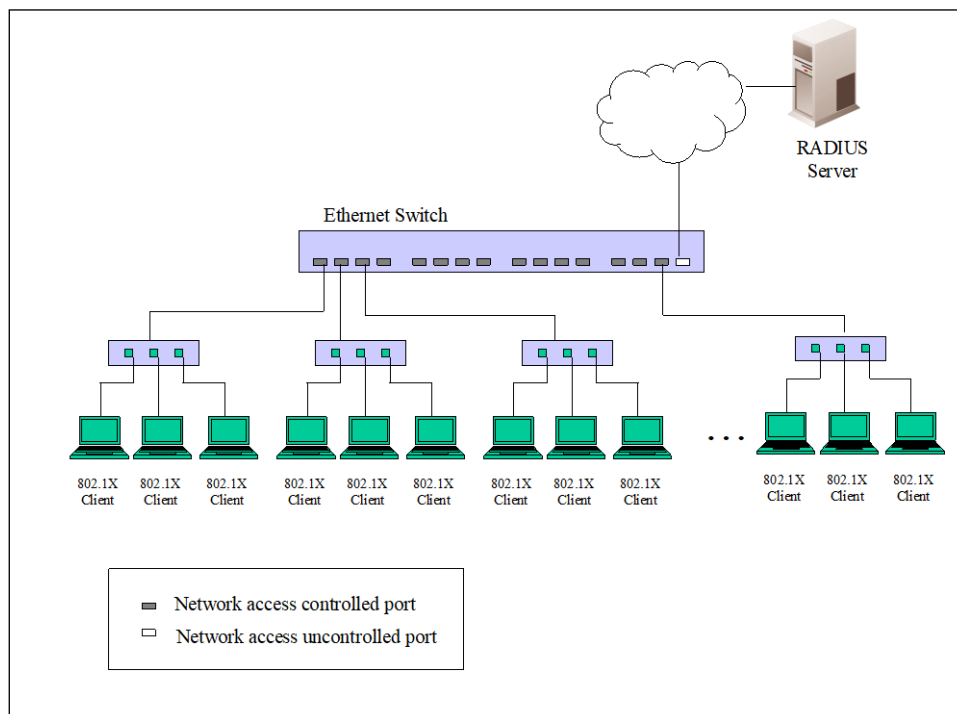 RADIUS
Server
Ethernet Switch
802.1X
Client
802.1X
Client
802.1X
Client
802.1X
Client
802.1X
Client
802.1X
Client
802.1X
Client
802.1X
Client
802.1X
Client
...
802.1X
Client
802.1X
Client
802.1X
Client
Network access controlled port
Network access uncontrolled port